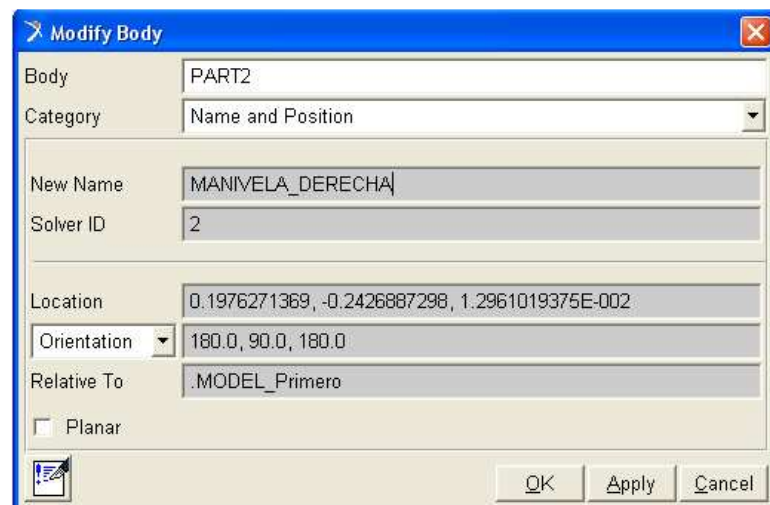 Modify Body
Body PART2
Category Name and Position
New Name MANIVELA_DERECHA
Solver ID 2
Location 0.1976271369, -0.2426887298, 1.2961019375E-002
Orientation 180.0, 90.0, 180.0
Relative To .MODEL_Primero
Planar
OK Apply Cancel